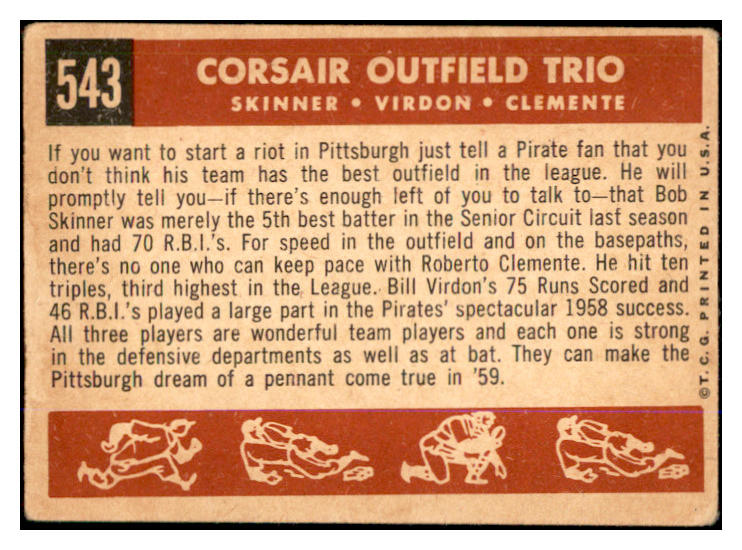 543
CORSAIR OUTFIELD TRIO
SKINNER • VIRDON • CLEMENTE
If you want to start a riot in Pittsburgh just tell a Pirate fan that you
don't think his team has the best outfield in the league. He will
promptly tell you—if there's enough left of you to talk to—that Bob
Skinner was merely the 5th best batter in the Senior Circuit last season
and had 70 R.B.I.'s. For speed in the outfield and on the basepaths,
there's no one who can keep pace with Roberto Clemente. He hit ten
triples, third highest in the League. Bill Virdon's 75 Runs Scored and
46 R.B.I.'s played a large part in the Pirates' spectacular 1958 success.
All three players are wonderful team players and each one is strong
in the defensive departments as well as at bat. They can make the
Pittsburgh dream of a pennant come true in '59.
©T. C. G. PRINTED IN U.S.A.